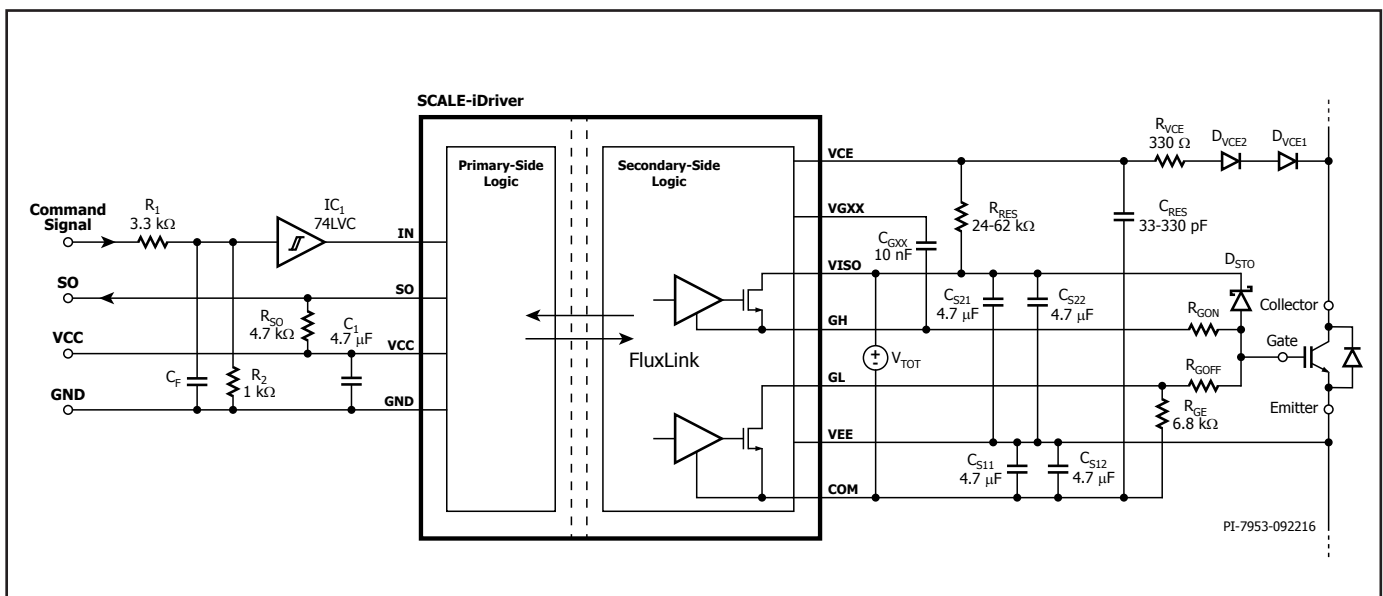 SCALE-iDriver
Primary-Side
Logic
Secondary-Side
Logic
FluxLink
Command
Signal
R1
3.3 kΩ
IC1
74LVC
IN
SO
SO
RSO
4.7 kΩ
C1
4.7 μF
VCC
VCC
CF
R2
1 kΩ
GND
GND
VCE
RVCE
330 Ω
DVCE2
DVCE1
VGXX
RRES
24-62 kΩ
CRES
33-330 pF
CGXX
10 nF
VISO
DSTO
CS21
4.7 μF
CS22
4.7 μF
Collector
GH
RGON
Gate
VTOT
GL
RGOFF
RGE
6.8 kΩ
Emitter
VEE
CS11
4.7 μF
CS12
4.7 μF
COM
PI-7953-092216